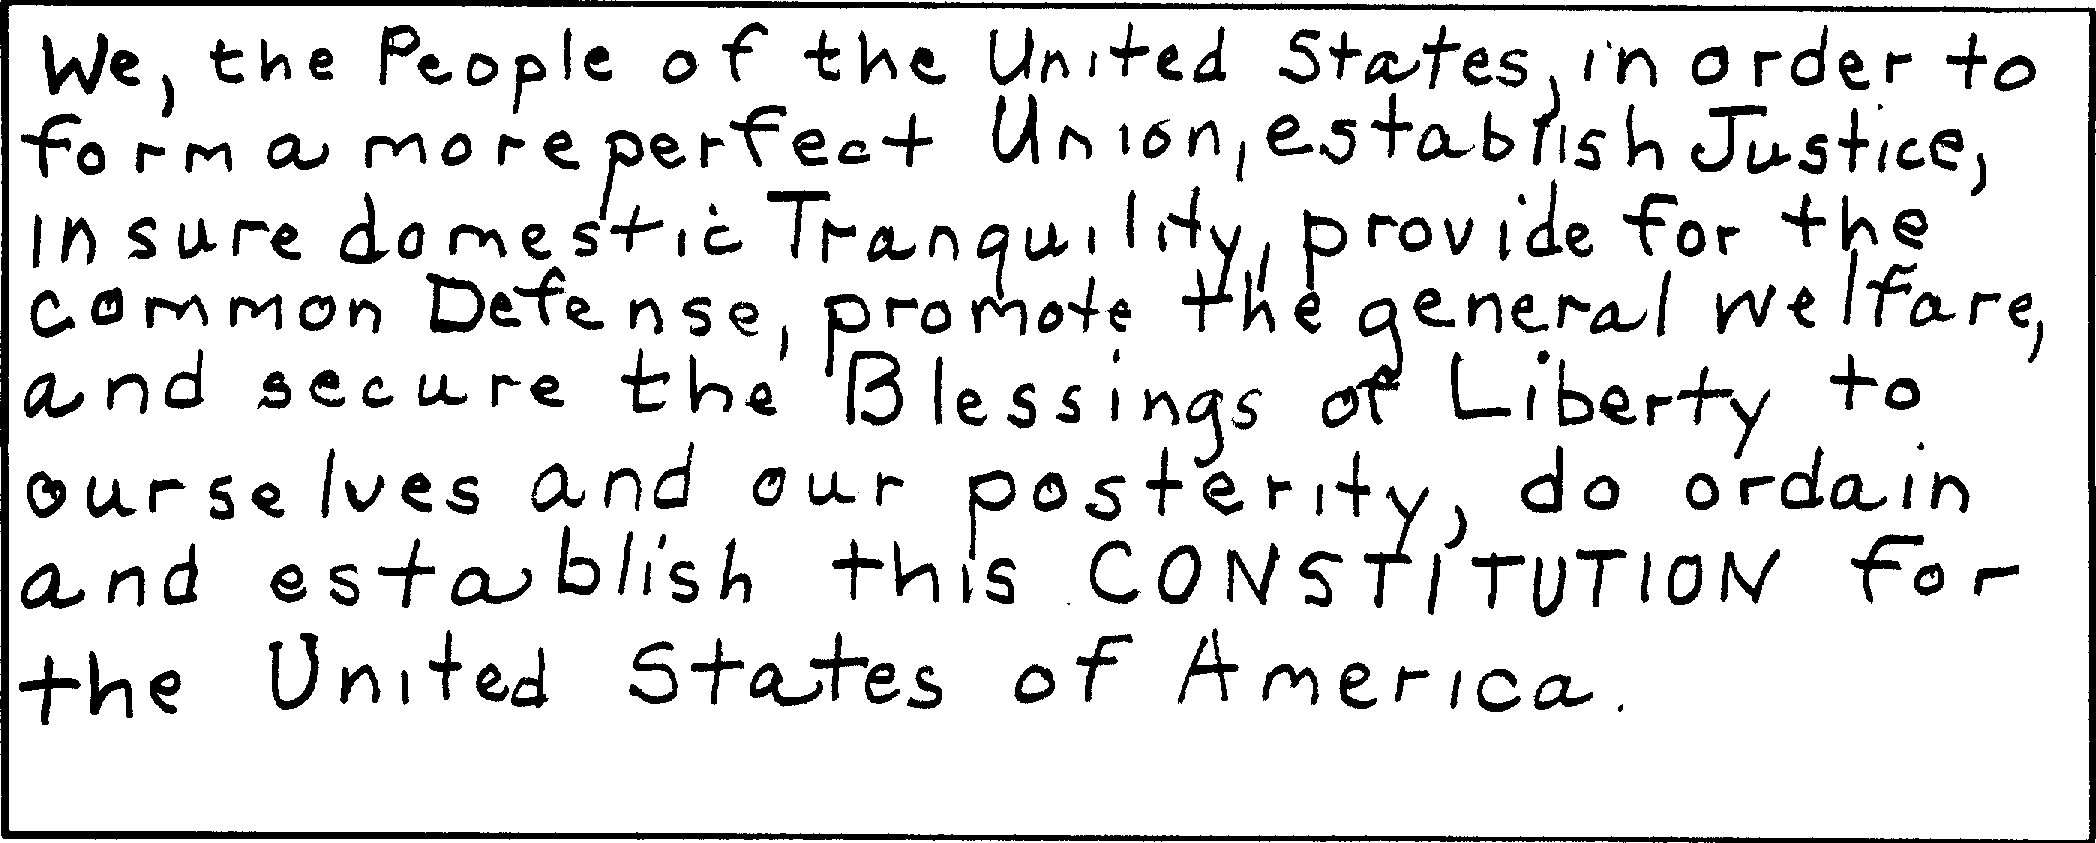 We, the People of the United States, in order to
form a more perfect Union, establish Justice,
insure domestic Tranquility, provide for the
common Defense, promote the general welfare,
and secure the Blessings of Liberty to
ourselves and our posterity, do ordain
and establish this CONSTITUTION for
the United States of America.